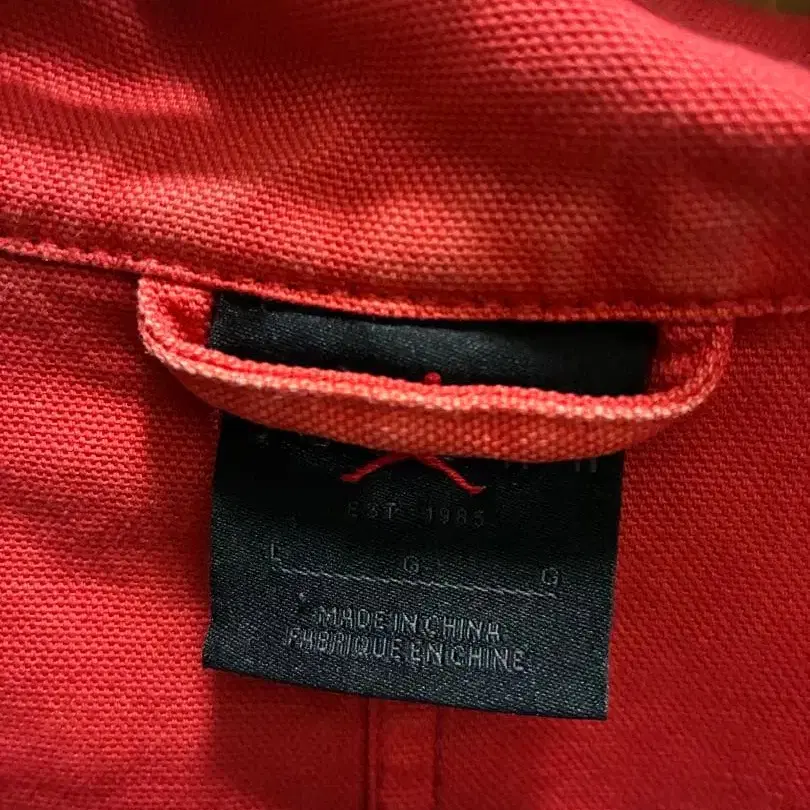 EST 1985
L G G
MADE IN CHINA
FABRIQUE EN CHINE